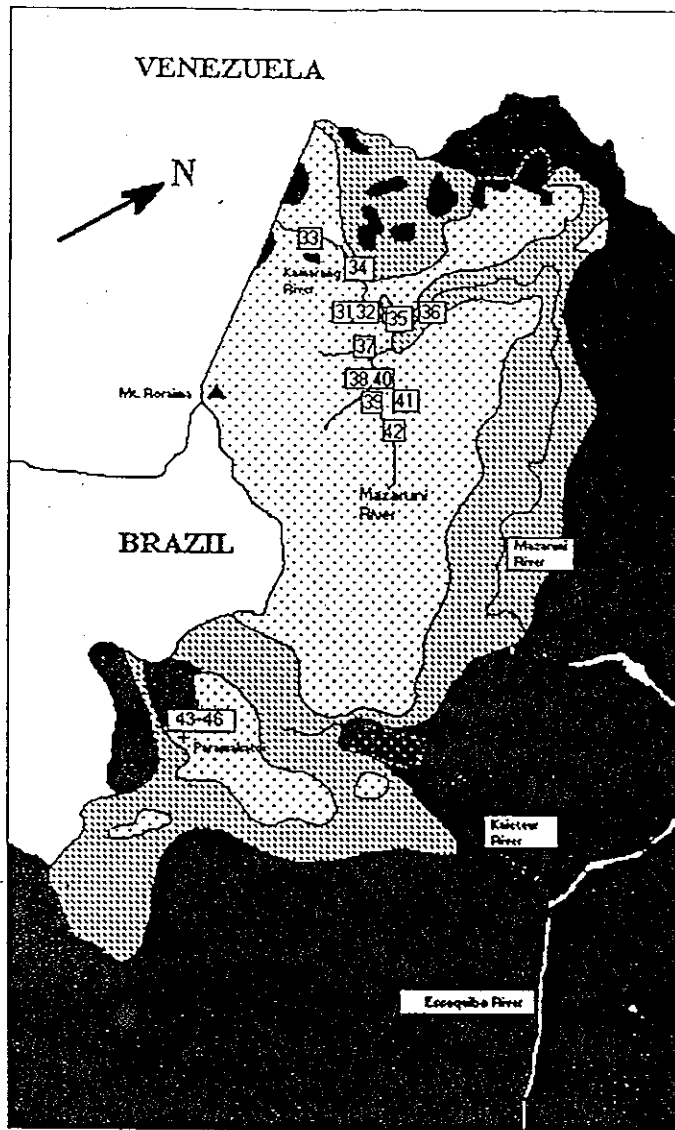 VENEZUELA
N
33
34
Kamarang
River
31 32
35
36
37
38 40
39
41
42
Mt. Roraima
Mazaruni
River
BRAZIL
Mazaruni
River
43-46
Kaieteur
River
Essequibo River